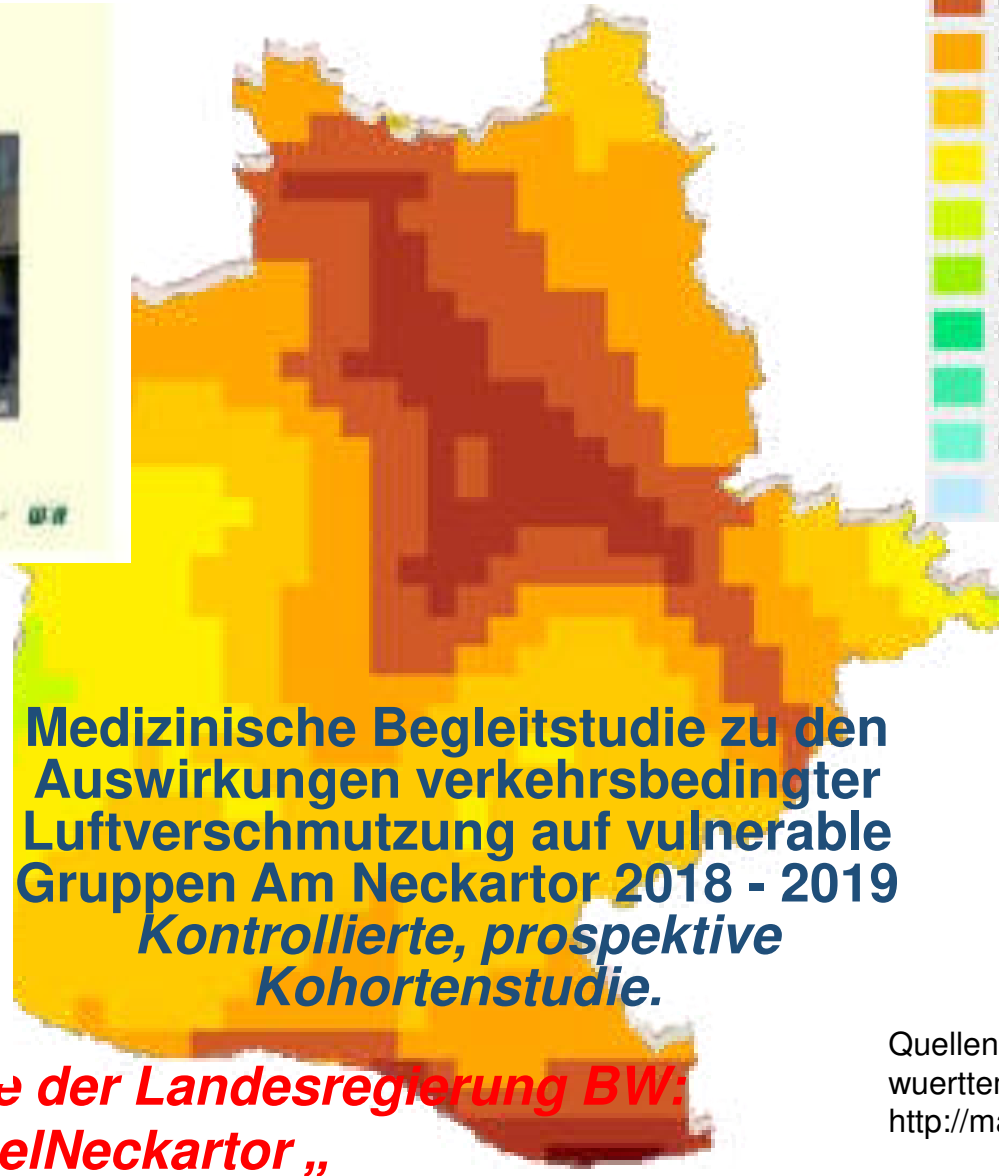 Medizinische Begleitstudie zu den
Auswirkungen verkehrsbedingter
Luftverschmutzung auf vulnerable
Gruppen Am Neckartor 2018 - 2019
Kontrollierte, prospektive
Kohortenstudie.
e der Landesregierung BW:
elNeckartor „
Quellen
wuertte
http://ma